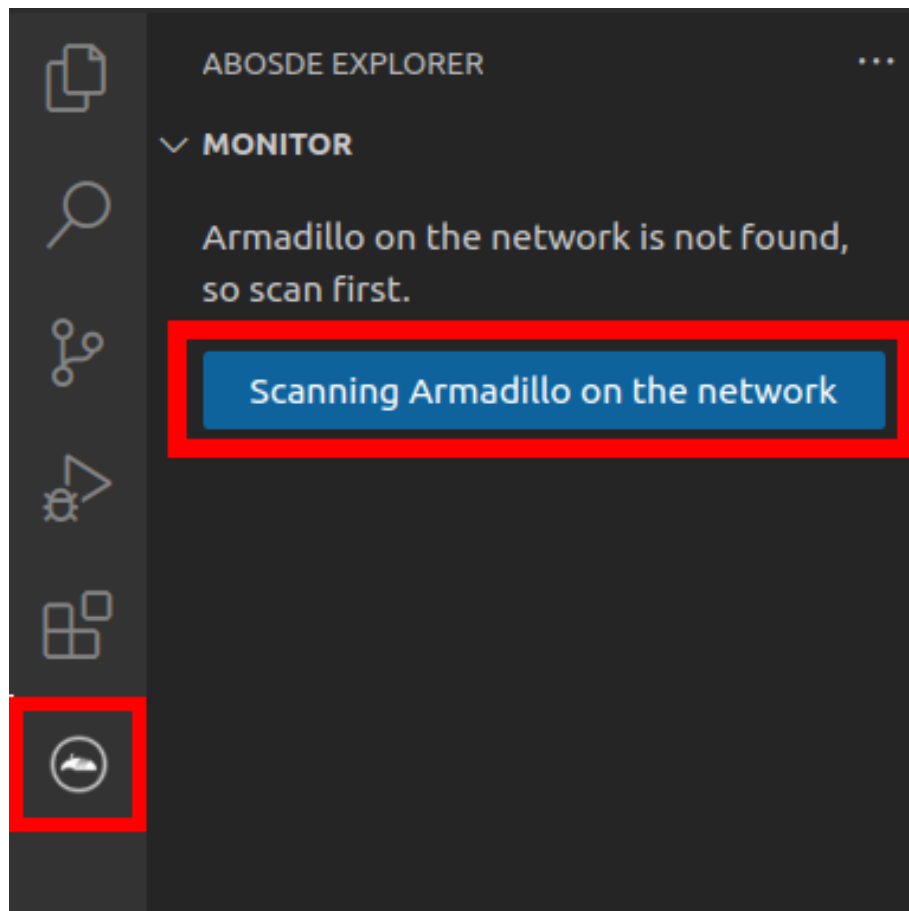 ABOSDE EXPLORER
MONITOR
Armadillo on the network is not found,
so scan first.
Scanning Armadillo on the network